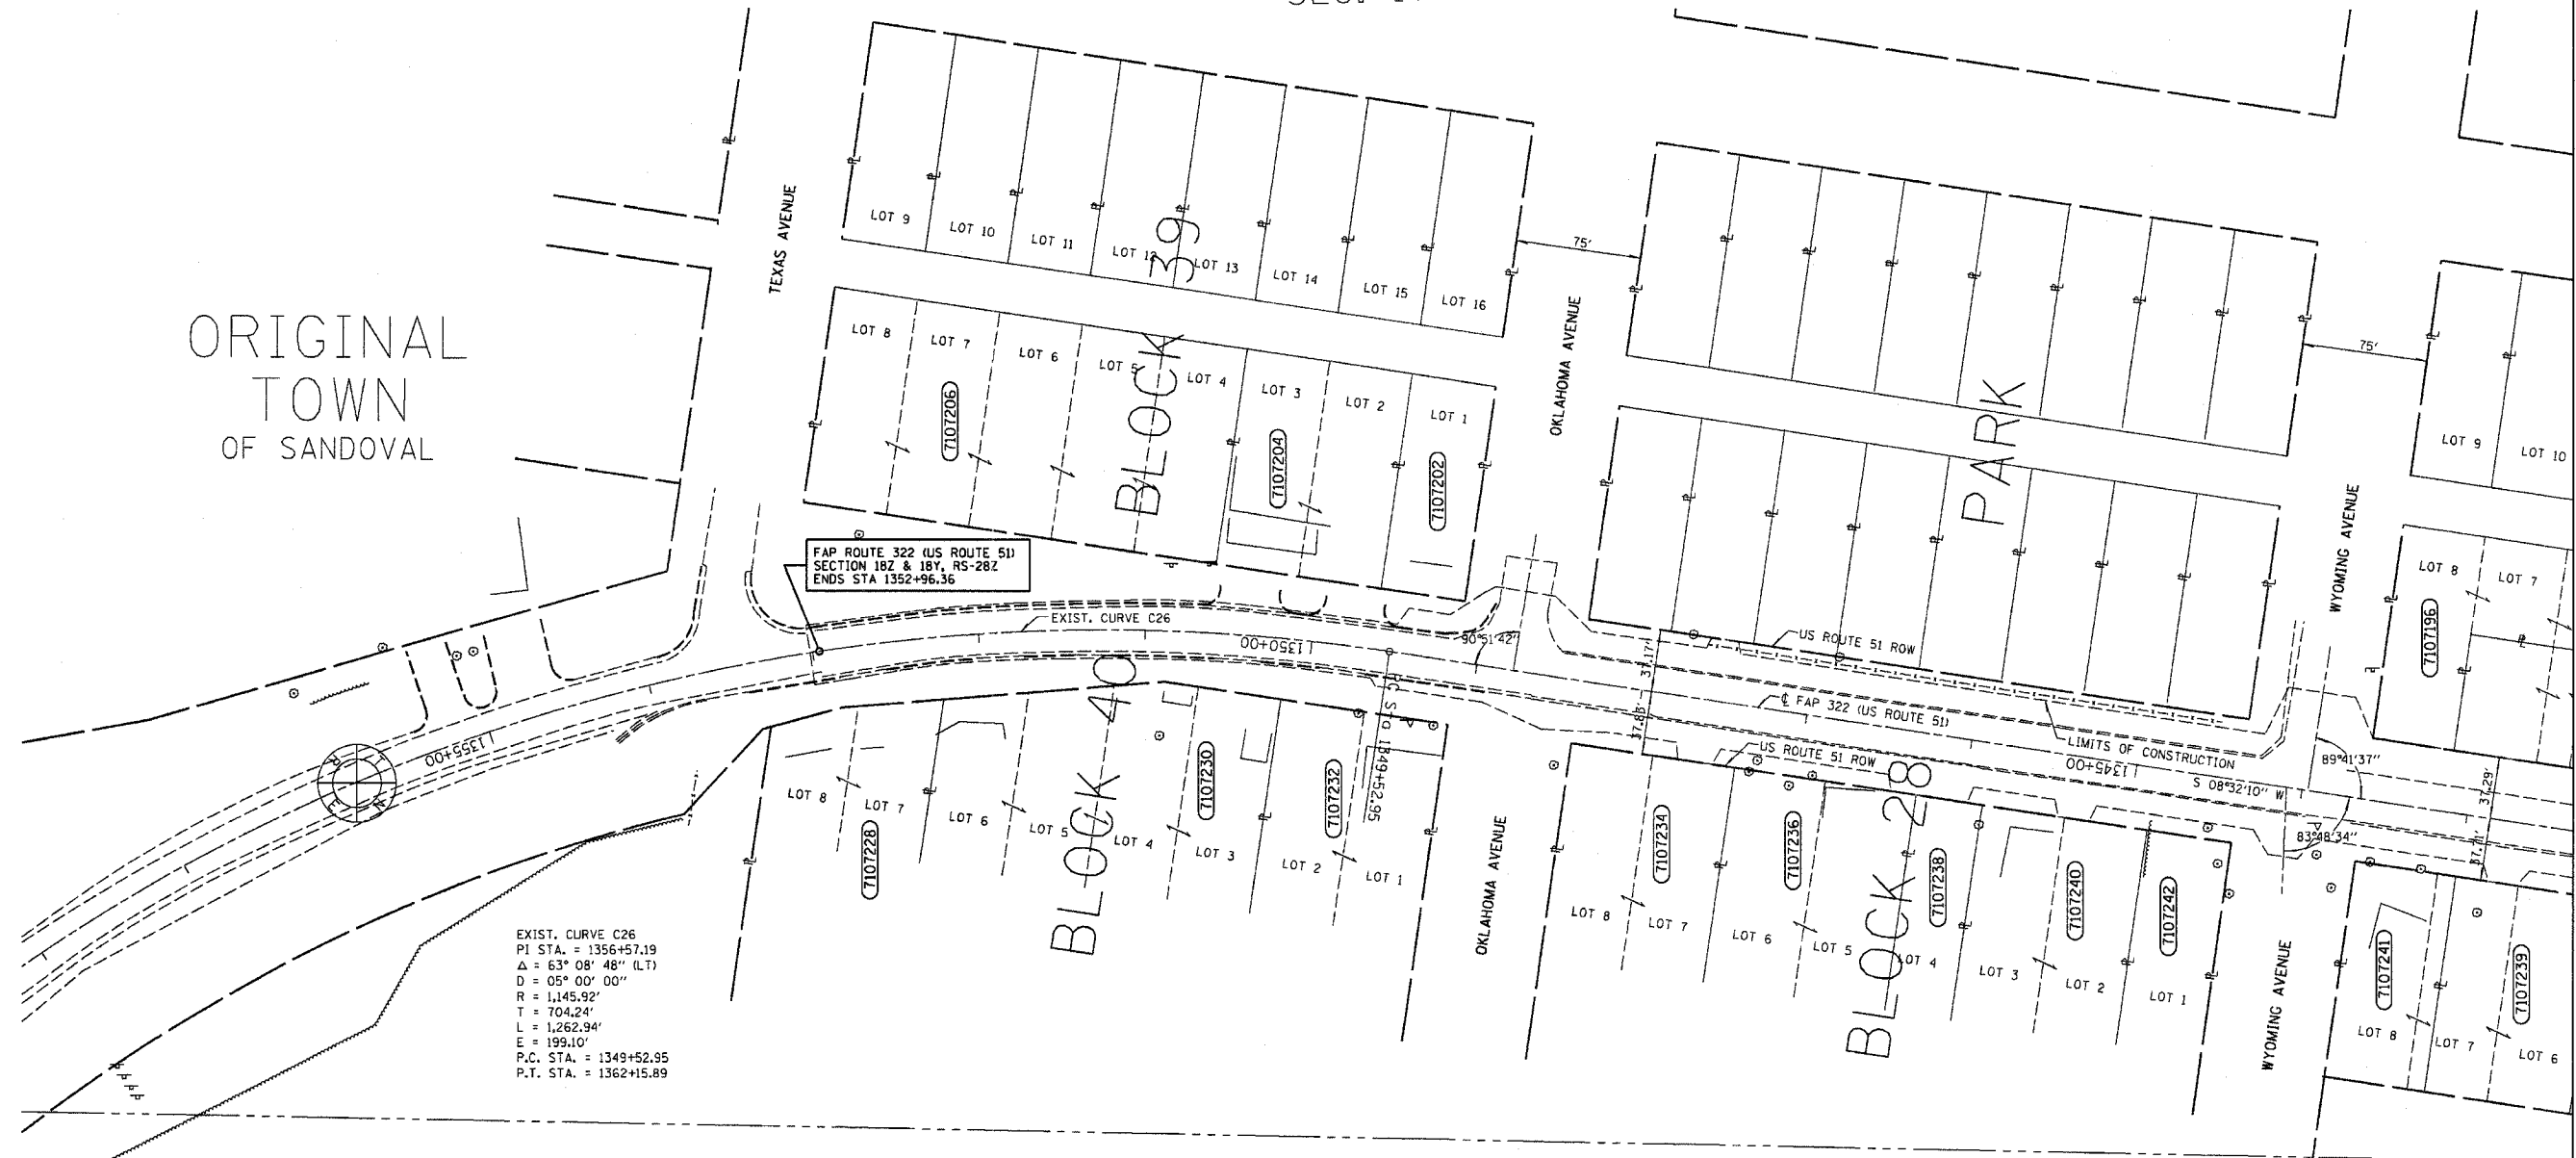 TEXAS AVENUE
LOT 9
LOT 10
LOT 11
LOT 12
LOT 13
LOT 14
LOT 15
LOT 16
BLOCK 39
75'
OKLAHOMA AVENUE
75'
LOT 9
LOT 10
ORIGINAL
TOWN
OF SANDOVAL
LOT 8
LOT 7
LOT 6
LOT 5
LOT 4
LOT 3
LOT 2
LOT 1
7107206
7107204
7107202
PARK
WYOMING AVENUE
LOT 8
LOT 7
7107196
FAP ROUTE 322 (US ROUTE 51)
SECTION 18Z & 18Y, RS-28Z
ENDS STA 1352+96.36
EXIST. CURVE C26
1350+00
90°51'42"
37.17'
37.83'
US ROUTE 51 ROW
℄ FAP 322 (US ROUTE 51)
US ROUTE 51 ROW
LIMITS OF CONSTRUCTION
1345+00
S 08°32'10" W
89°41'37"
83°48'34"
37.29'
37.71'
1355+00
P.C. Sta 1349+52.95
LOT 8
LOT 7
LOT 6
LOT 5
LOT 4
LOT 3
LOT 2
LOT 1
7107228
7107230
7107232
BLOCK 40
OKLAHOMA AVENUE
LOT 8
LOT 7
LOT 6
LOT 5
LOT 4
LOT 3
LOT 2
LOT 1
7107234
7107236
7107238
7107240
7107242
BLOCK 28
WYOMING AVENUE
7107241
7107239
LOT 8
LOT 7
LOT 6
EXIST. CURVE C26
PI STA. = 1356+57.19
Δ = 63° 08' 48" (LT)
D = 05° 00' 00"
R = 1,145.92'
T = 704.24'
L = 1,262.94'
E = 199.10'
P.C. STA. = 1349+52.95
P.T. STA. = 1362+15.89